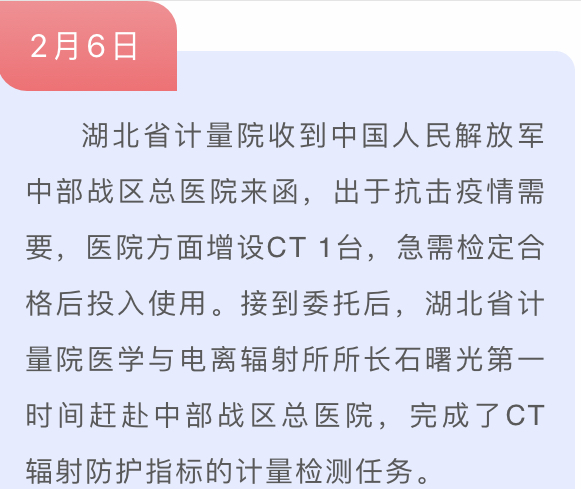 2月6日
湖北省计量院收到中国人民解放军
中部战区总医院来函，出于抗击疫情需
要，医院方面增设CT 1台，急需检定合
格后投入使用。接到委托后，湖北省计
量院医学与电离辐射所所长石曙光第一
时间赶赴中部战区总医院，完成了CT
辐射防护指标的计量检测任务。